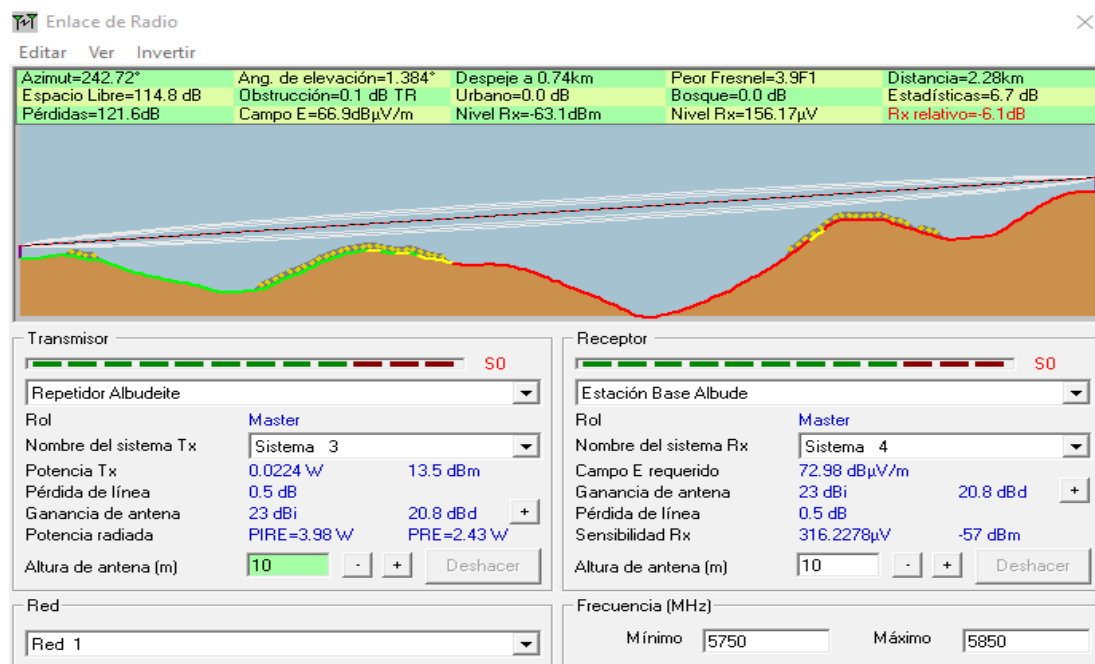 Enlace de Radio
Editar Ver Invertir
Azimut=242.72° Ang. de elevación=1.384° Despeje a 0.74km Peor Fresnel=3.9F1 Distancia=2.28km
Espacio Libre=114.8 dB Obstrucción=0.1 dB TR Urbano=0.0 dB Bosque=0.0 dB Estadísticas=6.7 dB
Pérdidas=121.6dB Campo E=66.9dBµV/m Nivel Rx=-63.1dBm Nivel Rx=156.17µV Rx relativo=-6.1dB
Transmisor Receptor
S0 S0
Repetidor Albudeite Estación Base Albude
Rol Master Rol Master
Nombre del sistema Tx Sistema 3 Nombre del sistema Rx Sistema 4
Potencia Tx 0.0224 W 13.5 dBm Campo E requerido 72.98 dBµV/m
Pérdida de línea 0.5 dB Ganancia de antena 23 dBi 20.8 dBd +
Ganancia de antena 23 dBi 20.8 dBd + Pérdida de línea 0.5 dB
Potencia radiada PIRE=3.98 W PRE=2.43 W Sensibilidad Rx 316.2278µV -57 dBm
Altura de antena (m) 10 - + Deshacer Altura de antena (m) 10 - + Deshacer
Red Frecuencia (MHz)
Red 1 Mínimo 5750 Máximo 5850